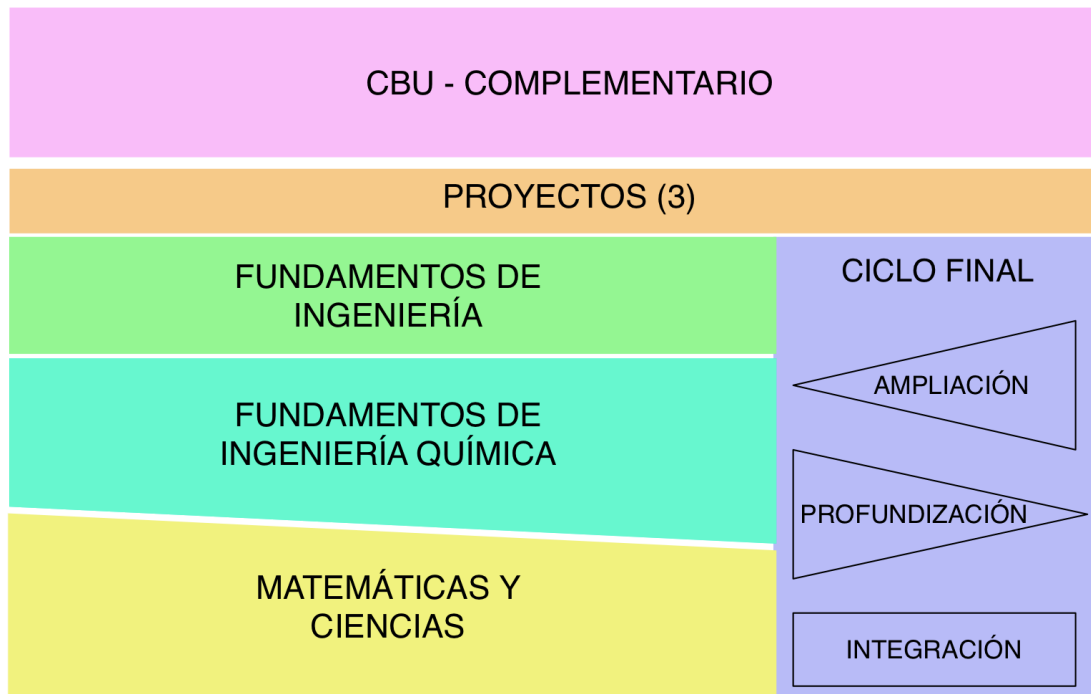 CBU - COMPLEMENTARIO
PROYECTOS (3)
FUNDAMENTOS DE
INGENIERÍA
FUNDAMENTOS DE
INGENIERÍA QUÍMICA
MATEMÁTICAS Y
CIENCIAS
CICLO FINAL
AMPLIACIÓN
PROFUNDIZACIÓN
INTEGRACIÓN